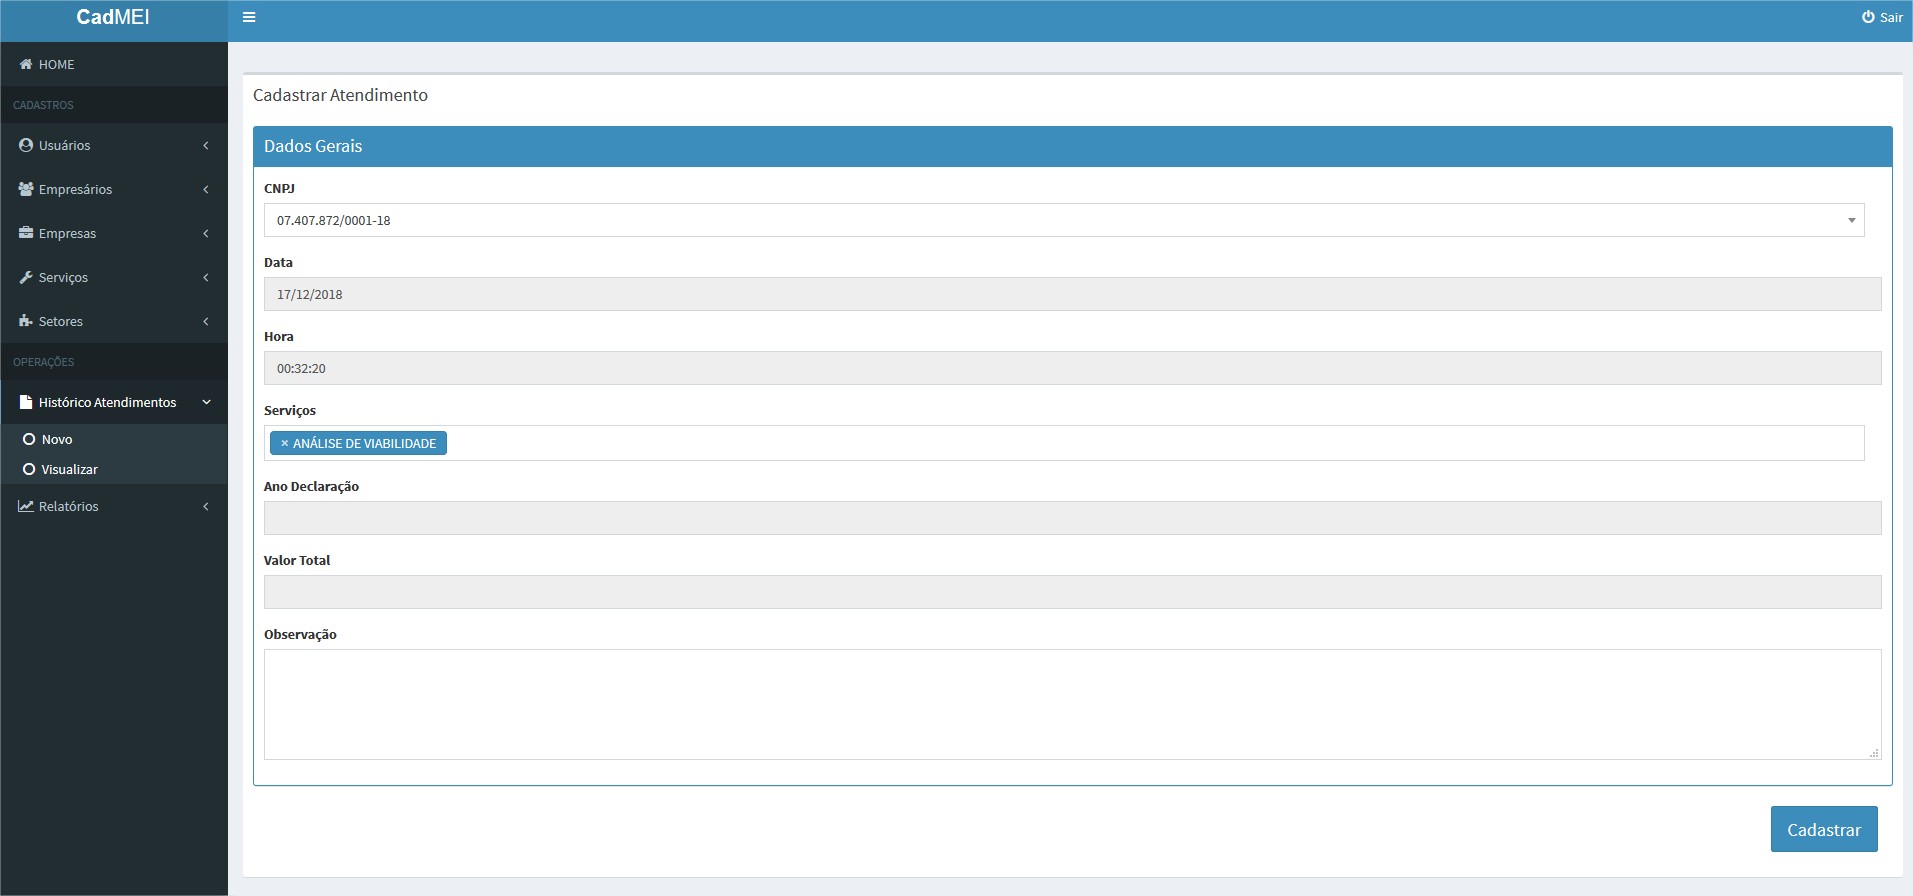 CadMEI
Sair
HOME
CADASTROS
Usuários
Empresários
Empresas
Serviços
Setores
OPERAÇÕES
Histórico Atendimentos
Novo
Visualizar
Relatórios
Cadastrar Atendimento
Dados Gerais
CNPJ
07.407.872/0001-18
Data
17/12/2018
Hora
00:32:20
Serviços
× ANÁLISE DE VIABILIDADE
Ano Declaração
Valor Total
Observação
Cadastrar